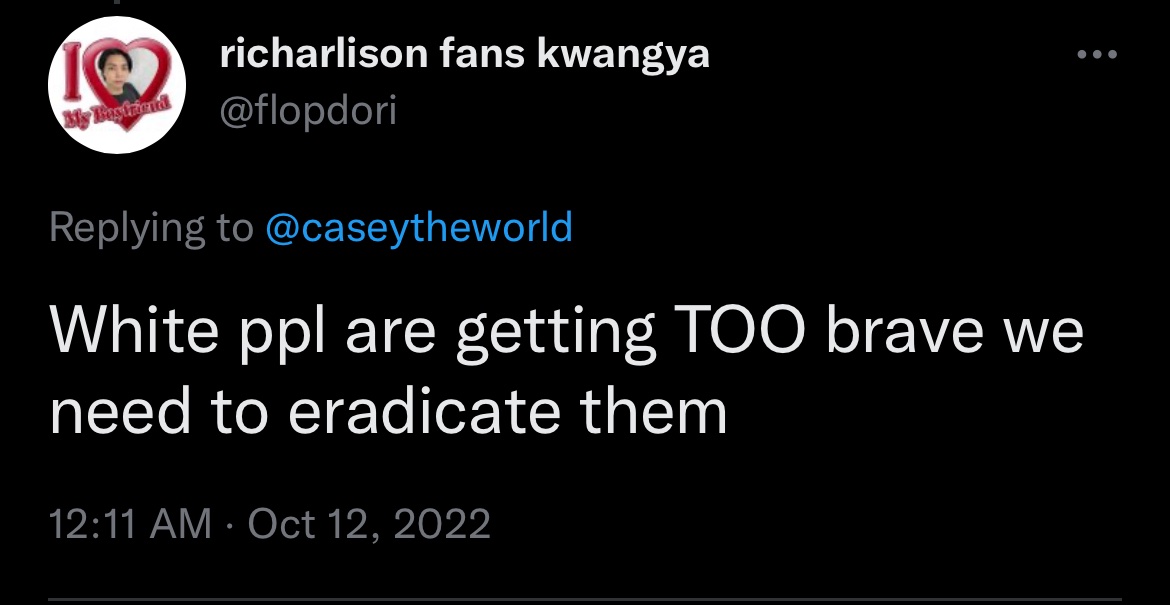 richarlison fans kwangya
@flopdori
I
My Boyfriend
Replying to @caseytheworld
White ppl are getting TOO brave we
need to eradicate them
12:11 AM · Oct 12, 2022